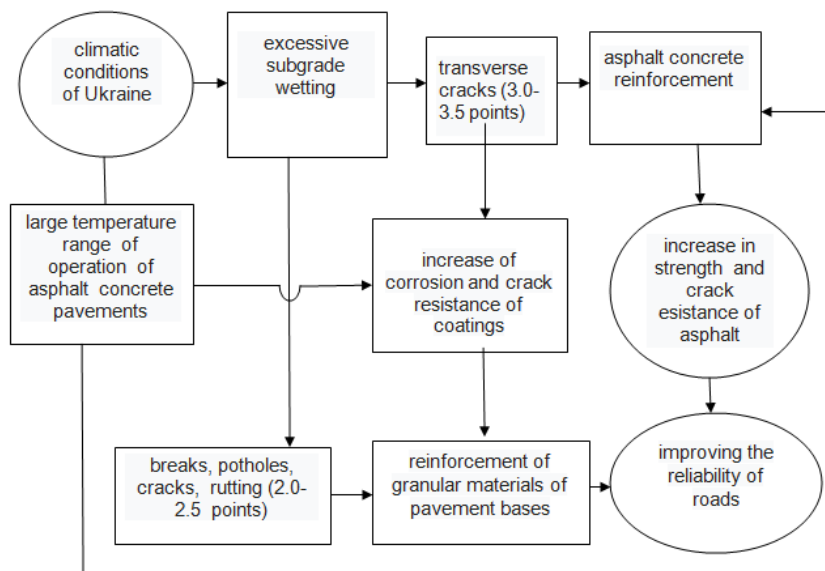 climatic
conditions
of Ukraine
excessive
subgrade
wetting
transverse
cracks (3.0-
3.5 points)
asphalt concrete
reinforcement
large temperature
range of
operation of
asphalt concrete
pavements
increase of
corrosion and crack
resistance of
coatings
increase in
strength and
crack
esistance of
asphalt
breaks, potholes,
cracks, rutting (2.0-
2.5 points)
reinforcement of
granular materials of
pavement bases
improving the
reliability of
roads